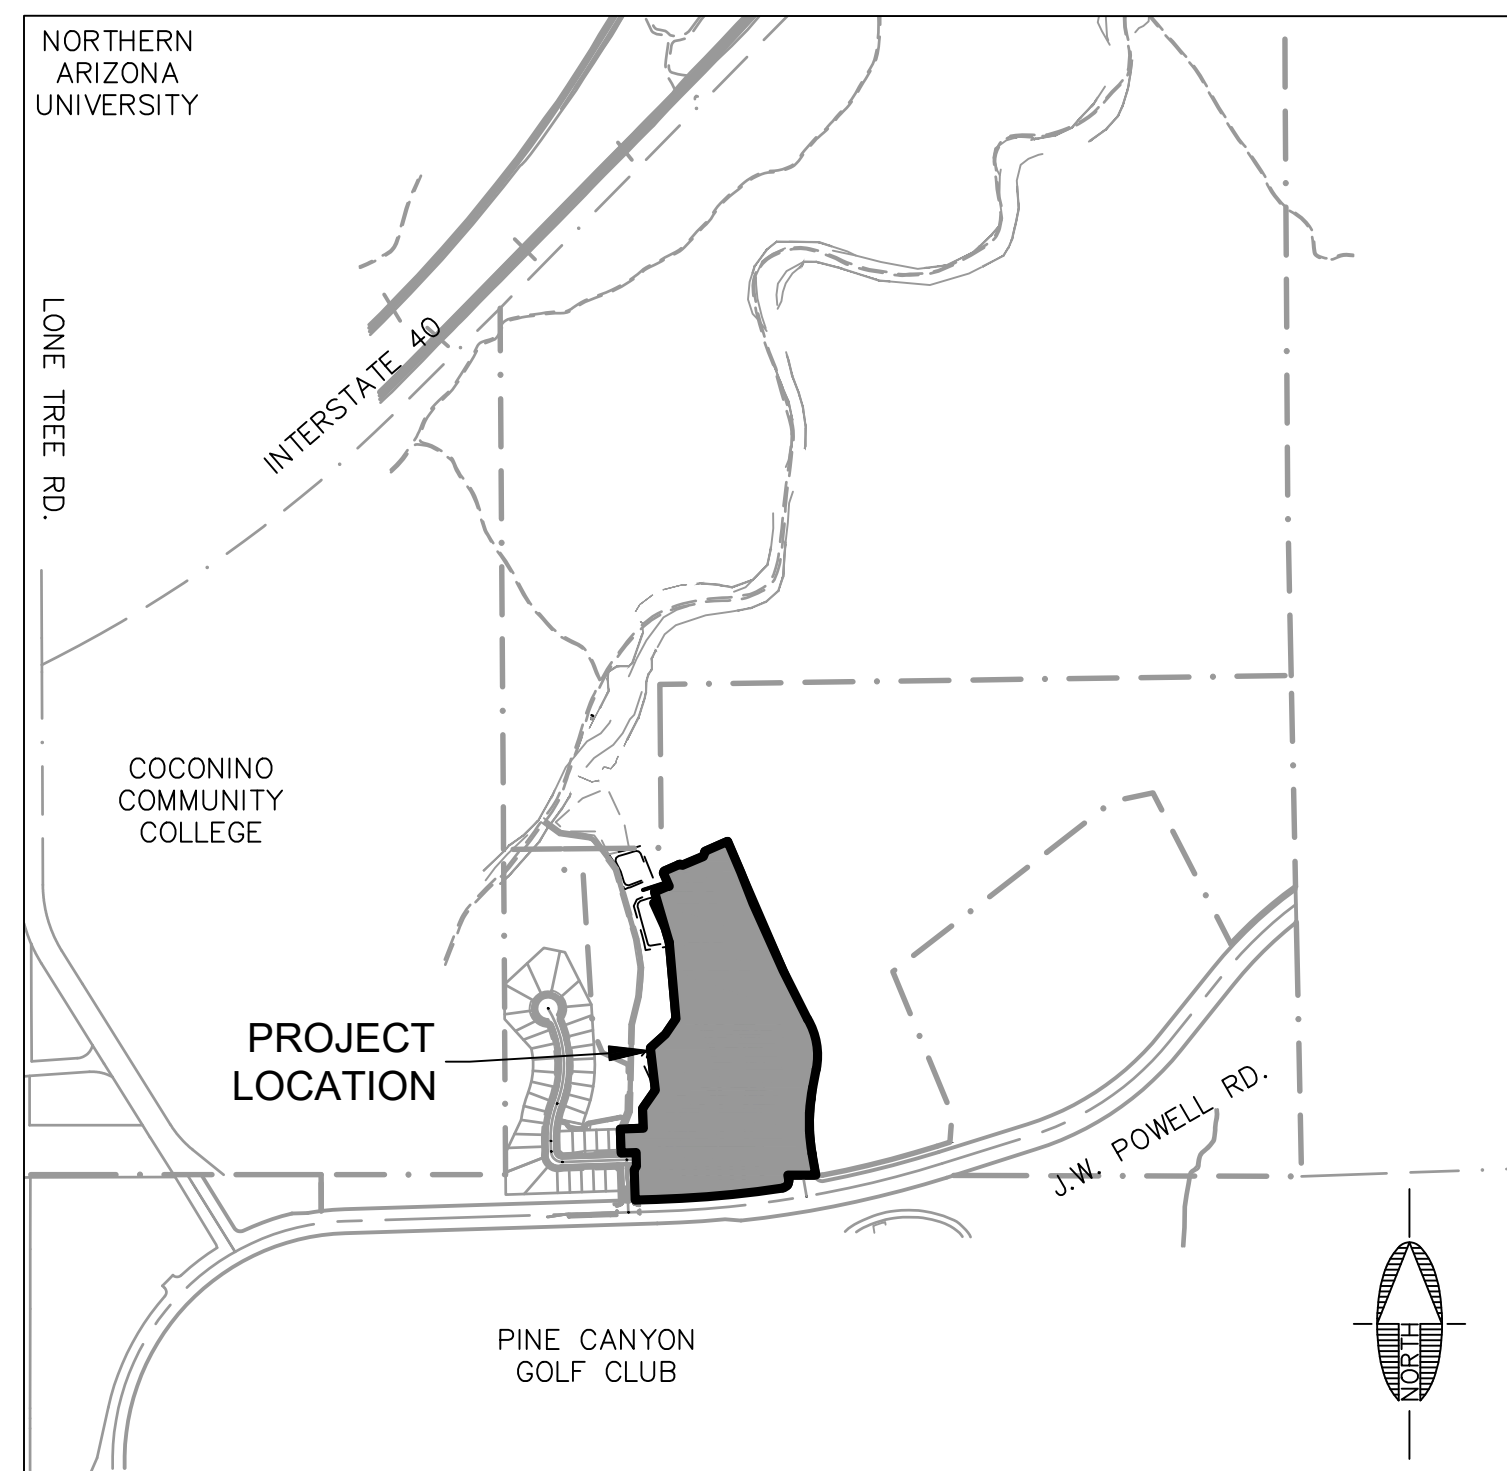 NORTHERN
ARIZONA
UNIVERSITY
LONE TREE RD.
INTERSTATE 40
COCONINO
COMMUNITY
COLLEGE
PROJECT
LOCATION
J.W. POWELL RD.
PINE CANYON
GOLF CLUB
NORTH